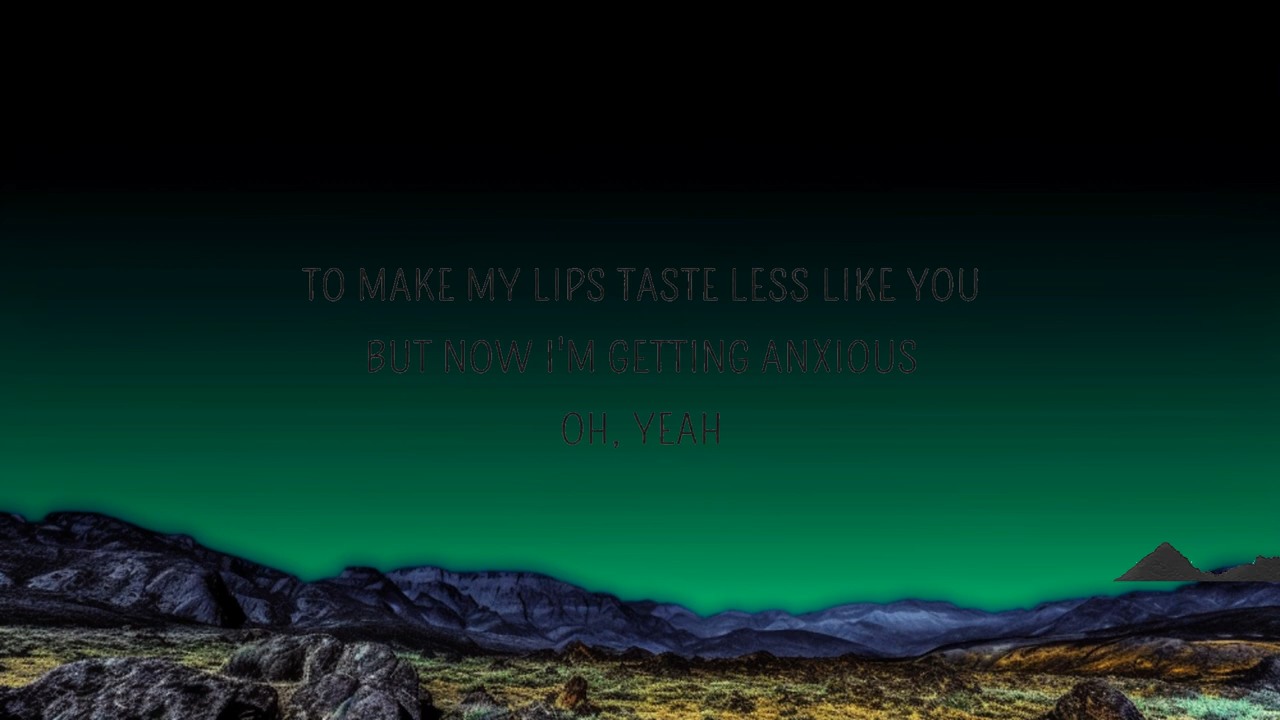 TO MAKE MY LIPS TASTE LESS LIKE YOU
BUT NOW I'M GETTING ANXIOUS
OH, YEAH